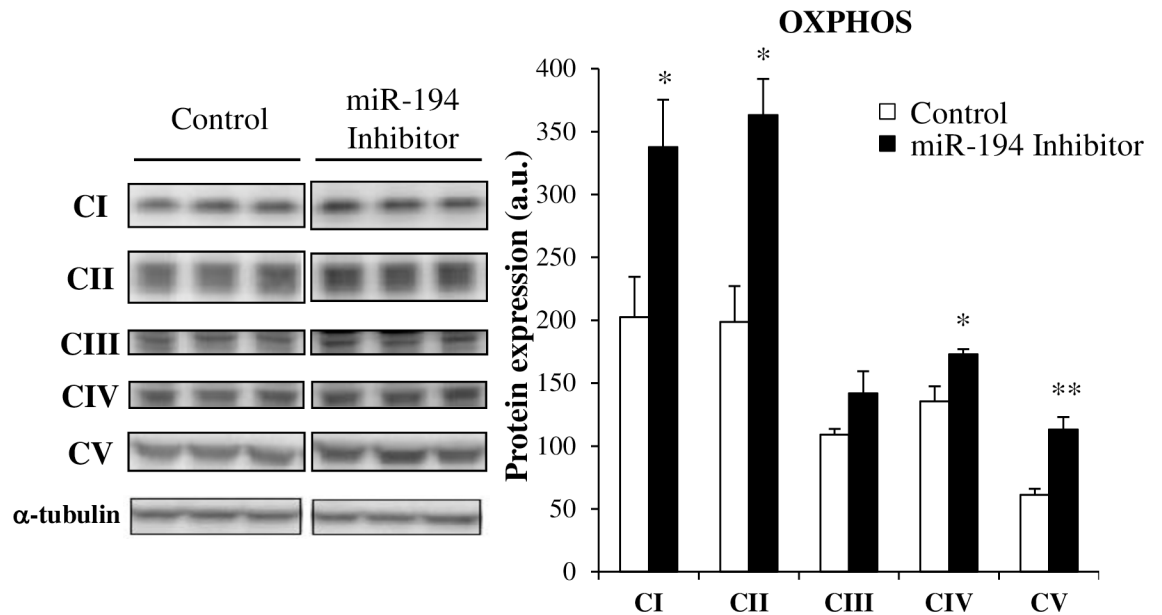 Control
miR-194
Inhibitor
CI
CII
CIII
CIV
CV
α-tubulin
OXPHOS
Protein expression (a.u.)
400
350
300
250
200
150
100
50
0
* * * **
Control
miR-194 Inhibitor
CI CII CIII CIV CV